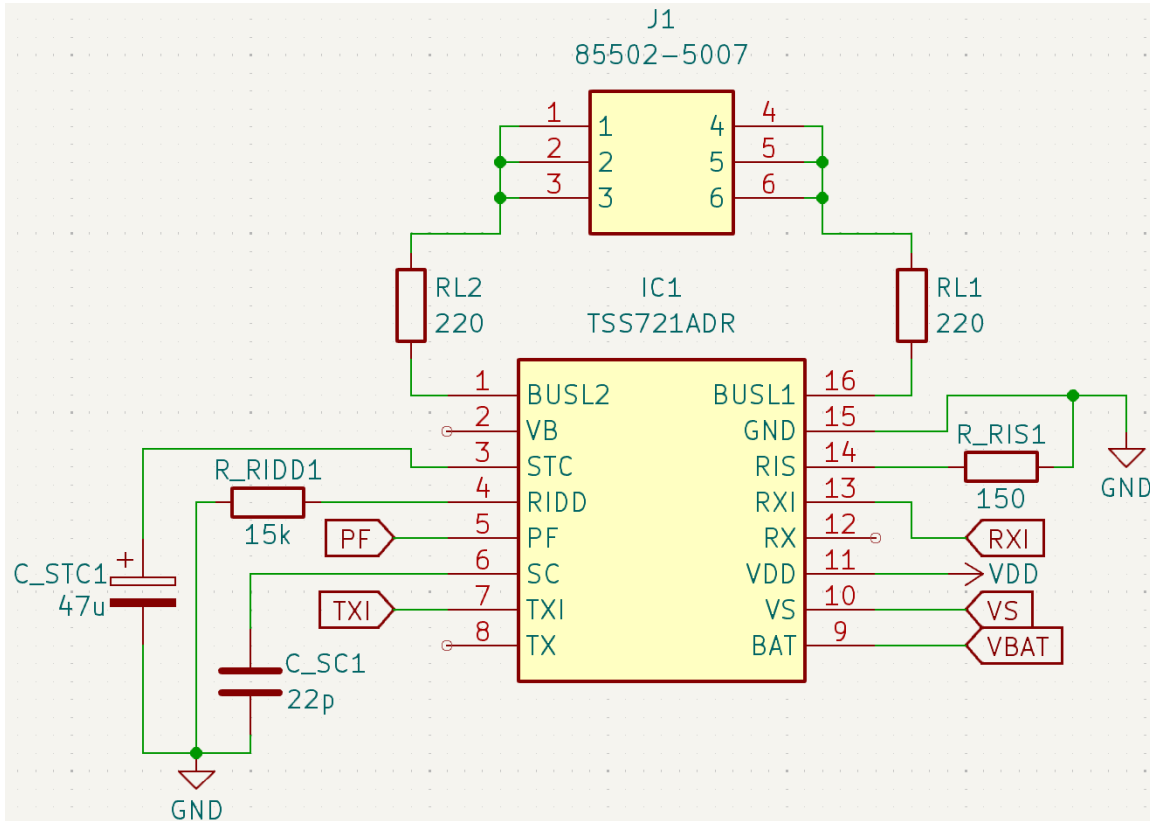 J1
85502-5007
1
1
4
4
2
2
5
5
3
3
6
6
RL2
220
IC1
TSS721ADR
RL1
220
1
BUSL2
BUSL1
16
2
VB
GND
15
3
STC
RIS
14
R_RIS1
150
GND
R_RIDD1
15k
4
RIDD
RXI
13
PF
5
PF
RX
12
RXI
C_STC1
+
47u
6
SC
VDD
11
VDD
TXI
7
TXI
VS
10
VS
8
TX
BAT
9
VBAT
C_SC1
22p
GND